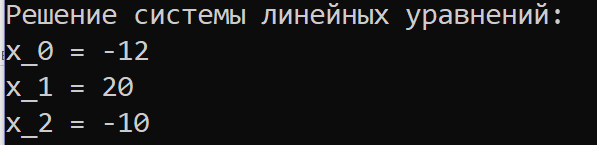 Решение системы линейных уравнений:
x_0 = -12
x_1 = 20
x_2 = -10